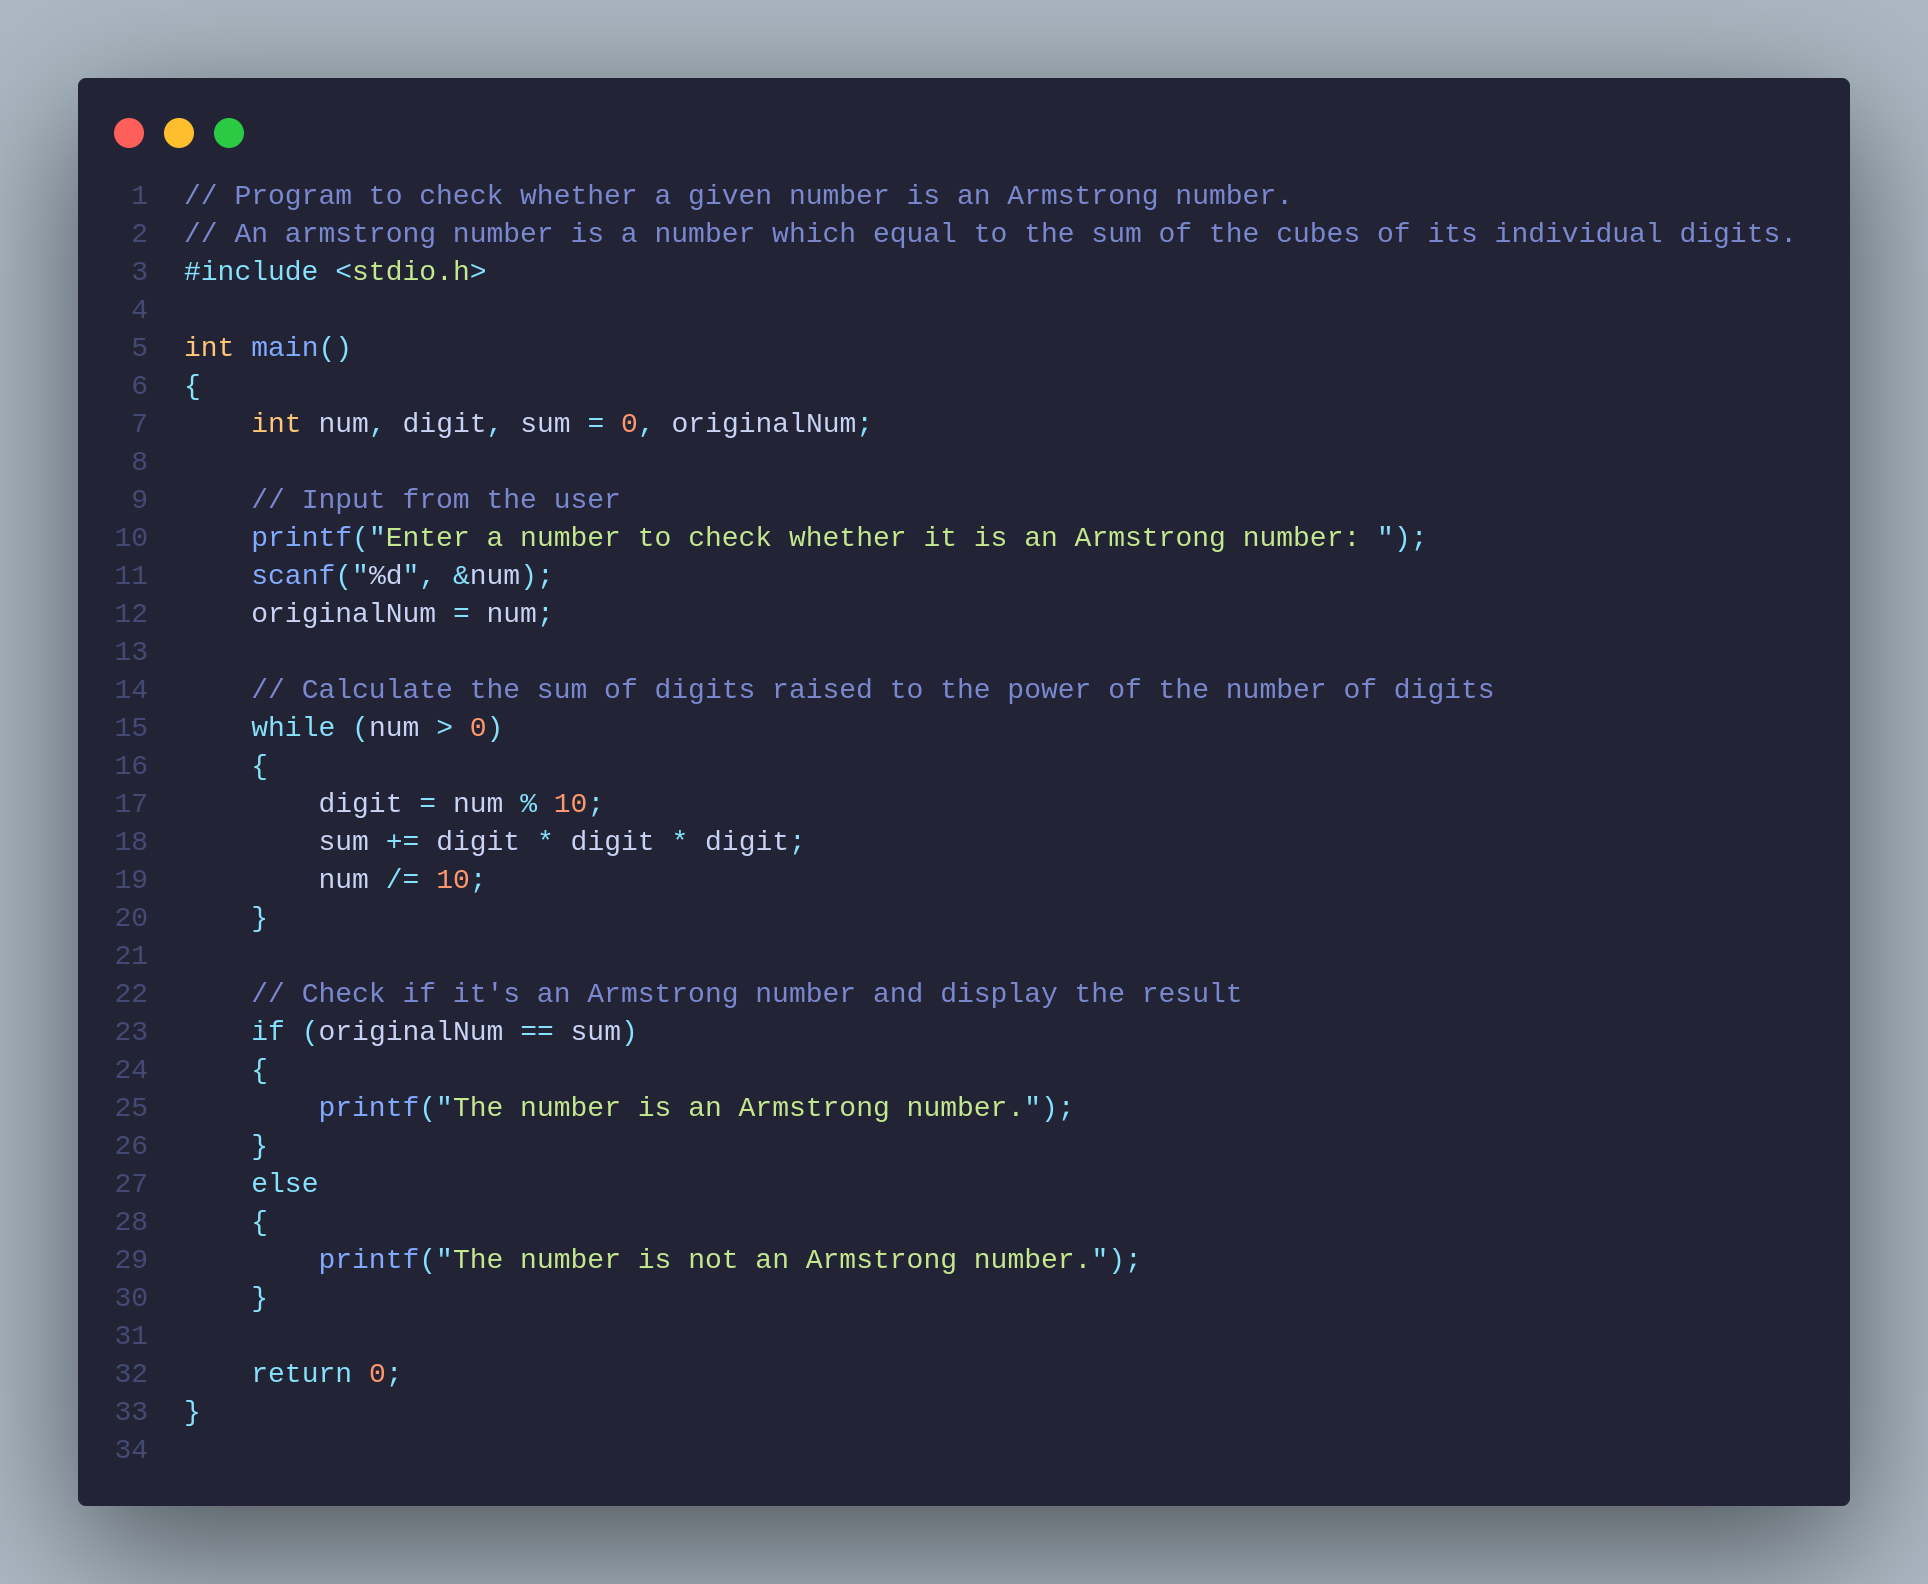 1 // Program to check whether a given number is an Armstrong number.
2 // An armstrong number is a number which equal to the sum of the cubes of its individual digits.
3 #include <stdio.h>
4
5 int main()
6 {
7     int num, digit, sum = 0, originalNum;
8
9     // Input from the user
10     printf("Enter a number to check whether it is an Armstrong number: ");
11     scanf("%d", &num);
12     originalNum = num;
13
14     // Calculate the sum of digits raised to the power of the number of digits
15     while (num > 0)
16     {
17         digit = num % 10;
18         sum += digit * digit * digit;
19         num /= 10;
20     }
21
22     // Check if it's an Armstrong number and display the result
23     if (originalNum == sum)
24     {
25         printf("The number is an Armstrong number.");
26     }
27     else
28     {
29         printf("The number is not an Armstrong number.");
30     }
31
32     return 0;
33 }
34